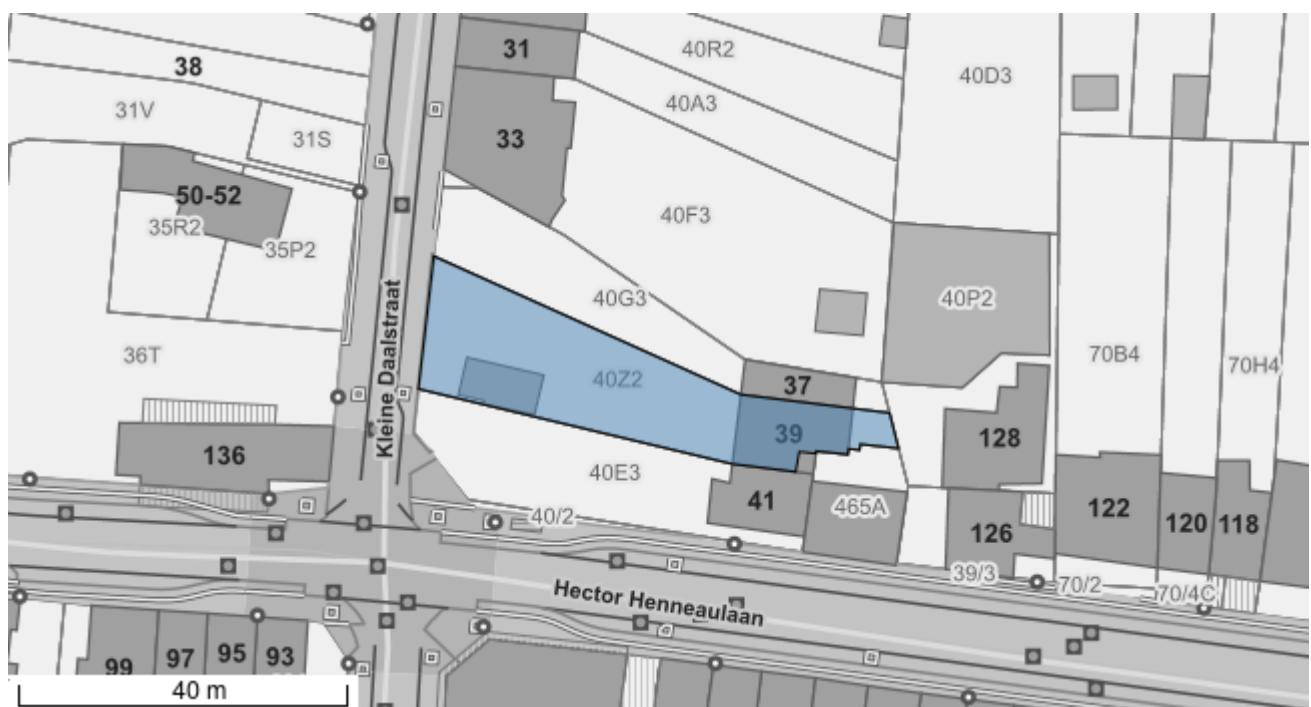 31
40R2
40D3
38
40A3
31V
31S
33
50-52
40F3
35R2
35P2
40G3
40P2
Kleine Daalstraat
36T
40Z2
37
70B4
70H4
39
128
136
40E3
41
465A
40/2
126
122
120
118
39/3
70/2
70/4C
Hector Henneaulaan
99
97
95
93
40 m